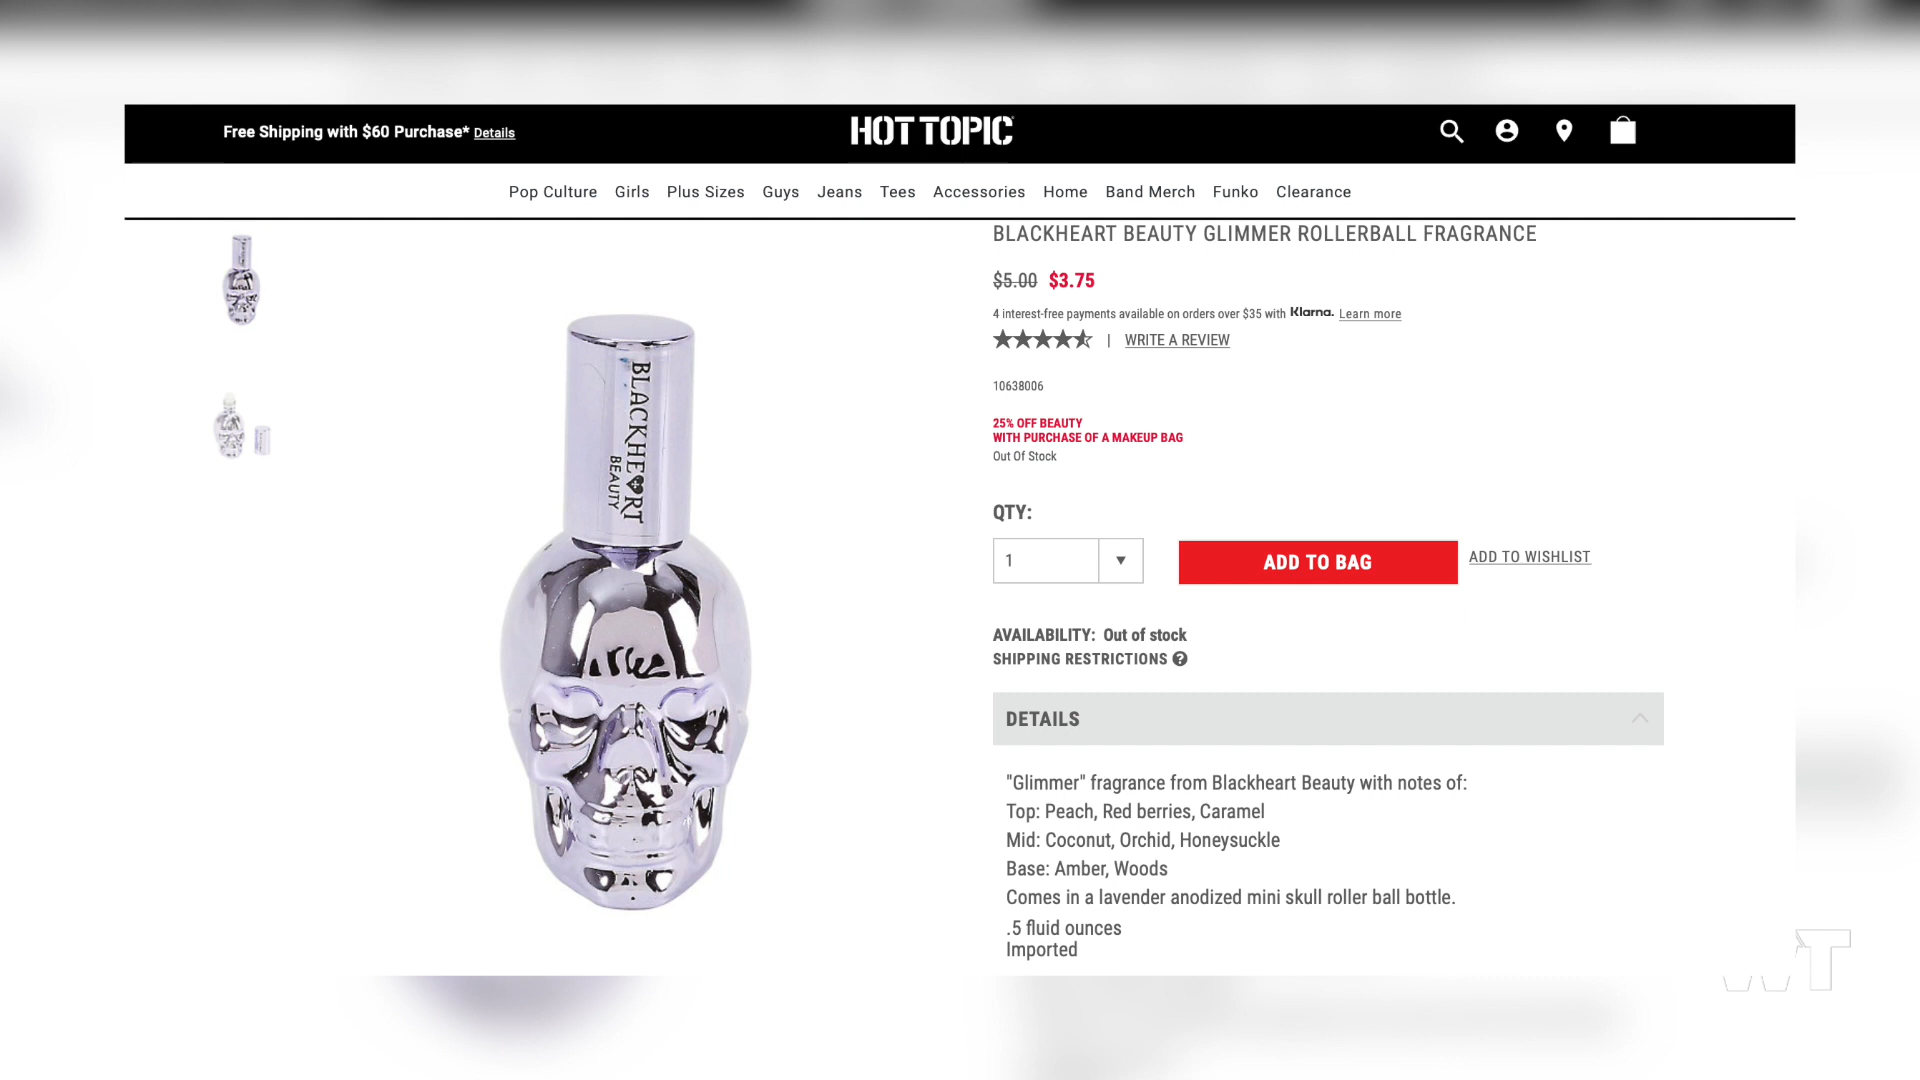 Free Shipping with $60 Purchase* Details
HOT TOPIC
Pop Culture Girls Plus Sizes Guys Jeans Tees Accessories Home Band Merch Funko Clearance
BLACKHEART BEAUTY GLIMMER ROLLERBALL FRAGRANCE
$5.00 $3.75
4 interest-free payments available on orders over $35 with Klarna. Learn more
| WRITE A REVIEW
10638006
25% OFF BEAUTY
WITH PURCHASE OF A MAKEUP BAG
Out Of Stock
QTY:
1
ADD TO BAG
ADD TO WISHLIST
AVAILABILITY: Out of stock
SHIPPING RESTRICTIONS ?
DETAILS
"Glimmer" fragrance from Blackheart Beauty with notes of:
Top: Peach, Red berries, Caramel
Mid: Coconut, Orchid, Honeysuckle
Base: Amber, Woods
Comes in a lavender anodized mini skull roller ball bottle.
.5 fluid ounces
Imported
BLACKHEART
BEAUTY
WT